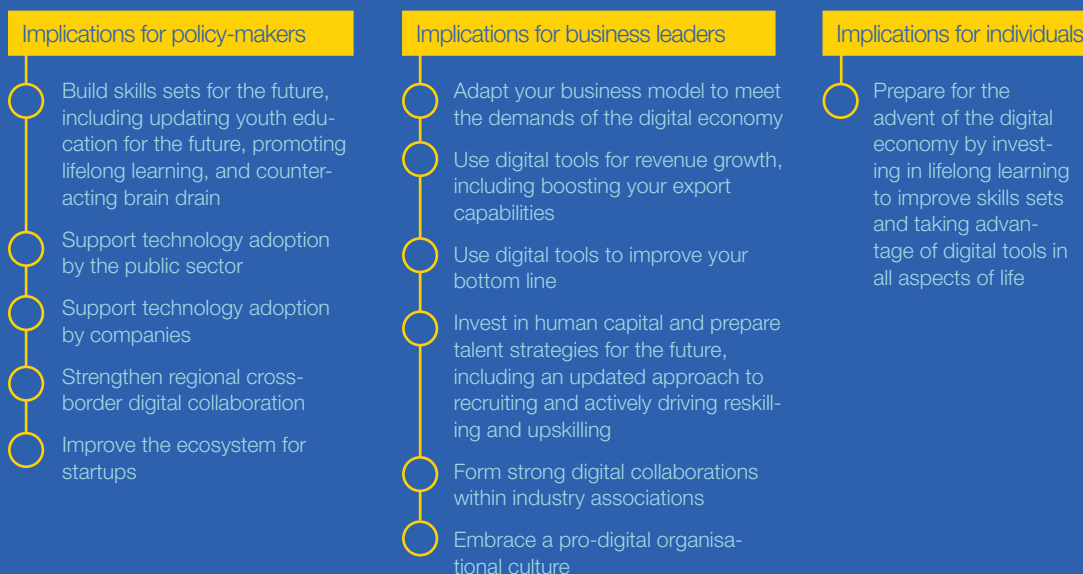 Implications for policy-makers
Build skills sets for the future,
including updating youth edu-
cation for the future, promoting
lifelong learning, and counter-
acting brain drain
Support technology adoption
by the public sector
Support technology adoption
by companies
Strengthen regional cross-
border digital collaboration
Improve the ecosystem for
startups
Implications for business leaders
Adapt your business model to meet
the demands of the digital economy
Use digital tools for revenue growth,
including boosting your export
capabilities
Use digital tools to improve your
bottom line
Invest in human capital and prepare
talent strategies for the future,
including an updated approach to
recruiting and actively driving reskill-
ing and upskilling
Form strong digital collaborations
within industry associations
Embrace a pro-digital organisa-
tional culture
Implications for individuals
Prepare for the
advent of the digital
economy by invest-
ing in lifelong learning
to improve skills sets
and taking advan-
tage of digital tools in
all aspects of life